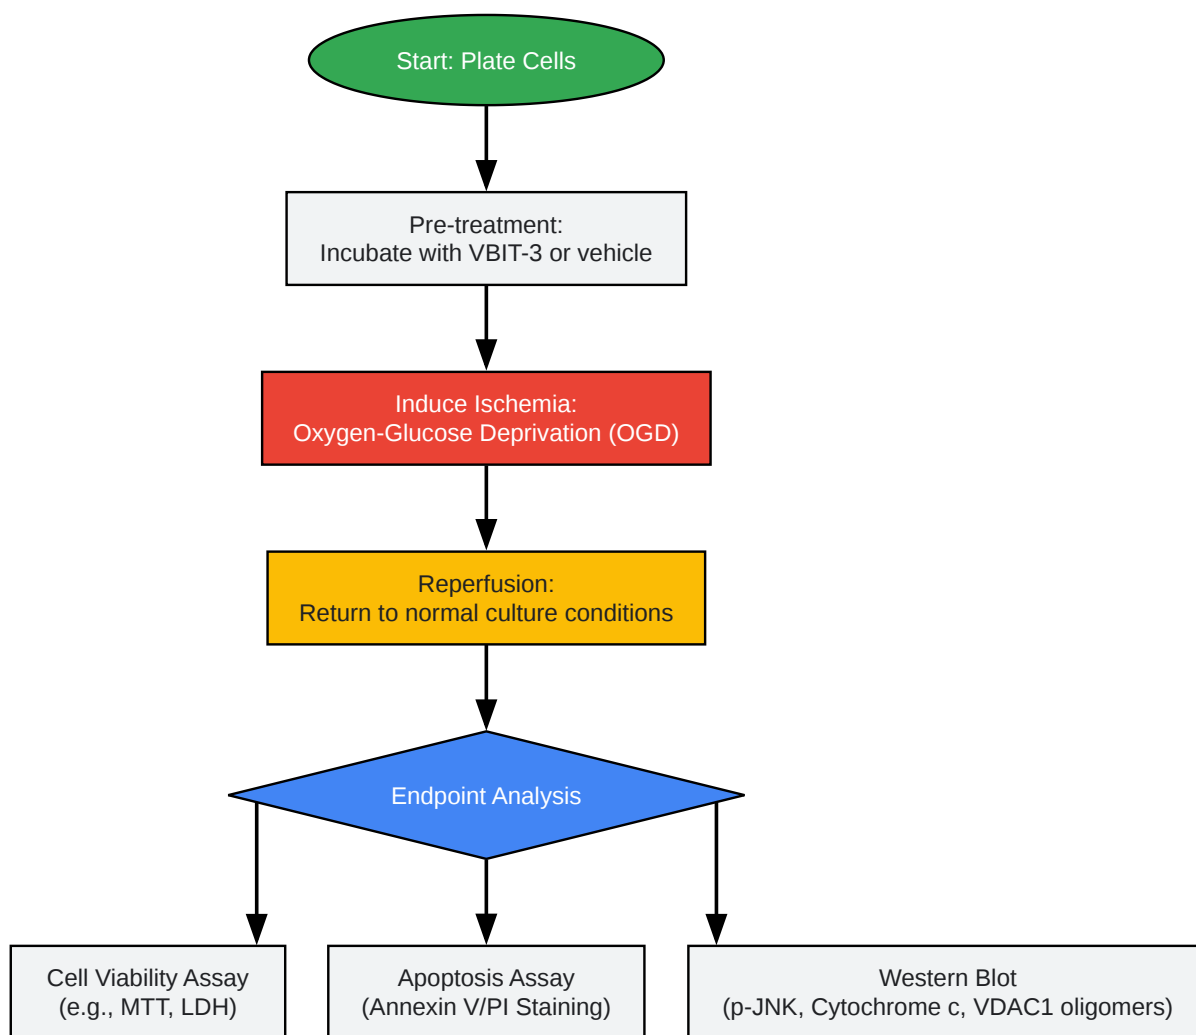 Start: Plate Cells
Pre-treatment:
Incubate with VBIT-3 or vehicle
Induce Ischemia:
Oxygen-Glucose Deprivation (OGD)
Reperfusion:
Return to normal culture conditions
Endpoint Analysis
Cell Viability Assay
(e.g., MTT, LDH)
Apoptosis Assay
(Annexin V/PI Staining)
Western Blot
(p-JNK, Cytochrome c, VDAC1 oligomers)